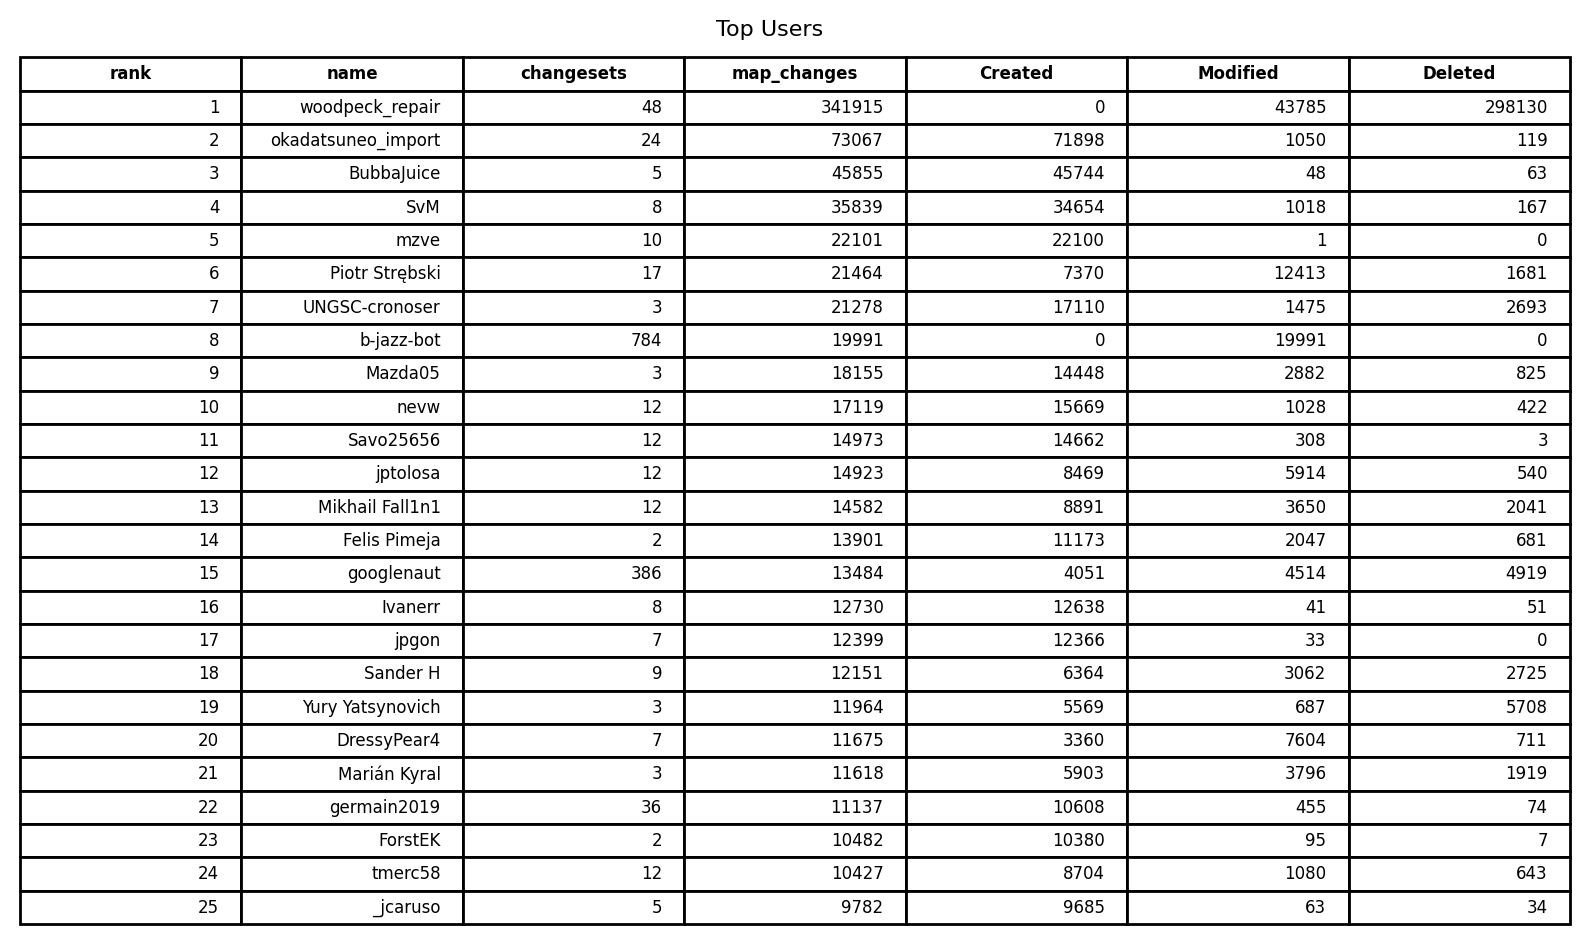 Top Users
rank name changesets map_changes Created Modified Deleted
1 woodpeck_repair 48 341915 0 43785 298130
2 okadatsuneo_import 24 73067 71898 1050 119
3 BubbaJuice 5 45855 45744 48 63
4 SvM 8 35839 34654 1018 167
5 mzve 10 22101 22100 1 0
6 Piotr Strębski 17 21464 7370 12413 1681
7 UNGSC-cronoser 3 21278 17110 1475 2693
8 b-jazz-bot 784 19991 0 19991 0
9 Mazda05 3 18155 14448 2882 825
10 nevw 12 17119 15669 1028 422
11 Savo25656 12 14973 14662 308 3
12 jptolosa 12 14923 8469 5914 540
13 Mikhail Fall1n1 12 14582 8891 3650 2041
14 Felis Pimeja 2 13901 11173 2047 681
15 googlenaut 386 13484 4051 4514 4919
16 Ivanerr 8 12730 12638 41 51
17 jpgon 7 12399 12366 33 0
18 Sander H 9 12151 6364 3062 2725
19 Yury Yatsynovich 3 11964 5569 687 5708
20 DressyPear4 7 11675 3360 7604 711
21 Marián Kyral 3 11618 5903 3796 1919
22 germain2019 36 11137 10608 455 74
23 ForstEK 2 10482 10380 95 7
24 tmerc58 12 10427 8704 1080 643
25 _jcaruso 5 9782 9685 63 34